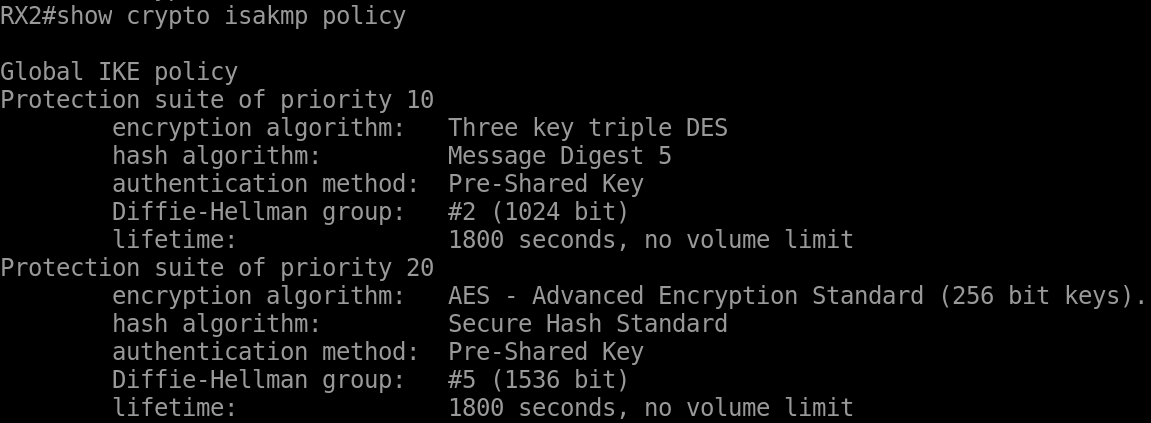 RX2#show crypto isakmp policy
Global IKE policy
Protection suite of priority 10
encryption algorithm: Three key triple DES
hash algorithm: Message Digest 5
authentication method: Pre-Shared Key
Diffie-Hellman group: #2 (1024 bit)
lifetime: 1800 seconds, no volume limit
Protection suite of priority 20
encryption algorithm: AES - Advanced Encryption Standard (256 bit keys).
hash algorithm: Secure Hash Standard
authentication method: Pre-Shared Key
Diffie-Hellman group: #5 (1536 bit)
lifetime: 1800 seconds, no volume limit